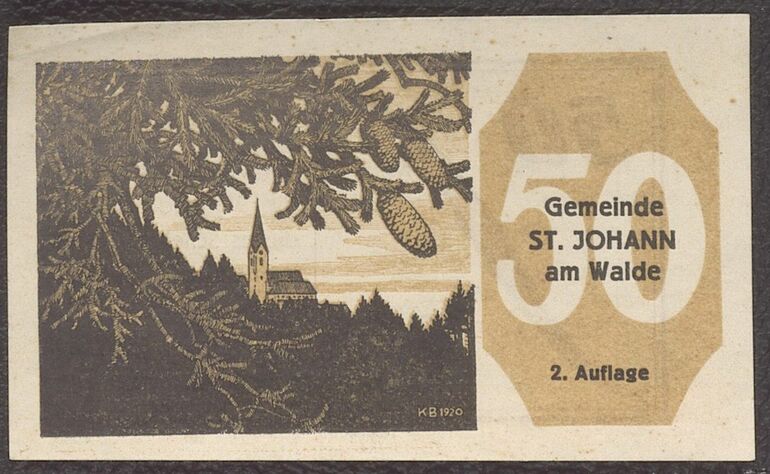 50
Gemeinde
ST. JOHANN
am Walde
2. Auflage
KB 1920